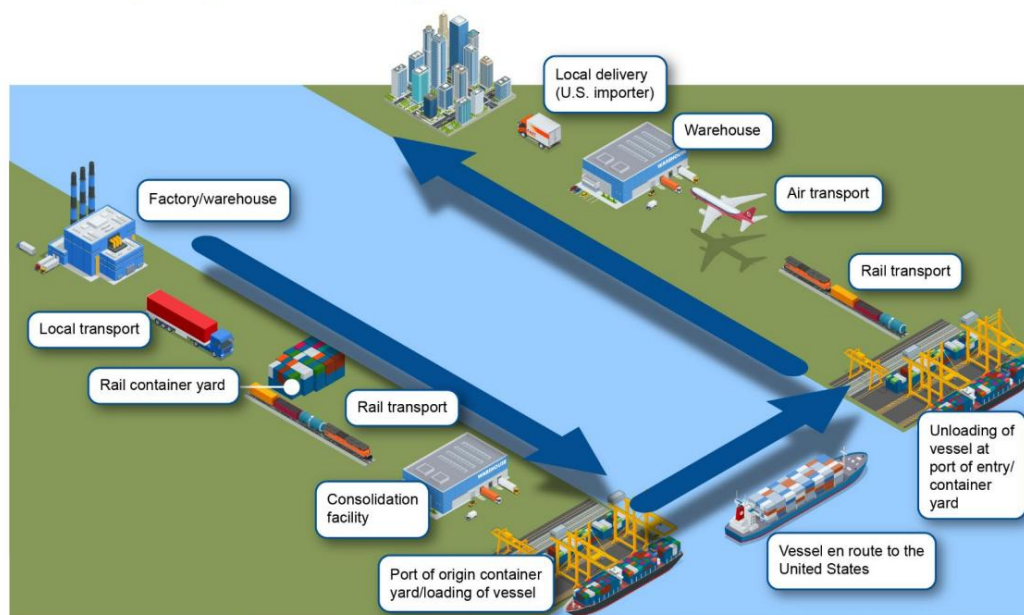 Factory/warehouse
Local transport
Rail container yard
Rail transport
Consolidation
facility
WAREHOUSE
Port of origin container
yard/loading of vessel
Vessel en route to the
United States
Unloading of
vessel at
port of entry/
container
yard
Rail transport
Air transport
Warehouse
WAREHOUSE
Local delivery
(U.S. importer)